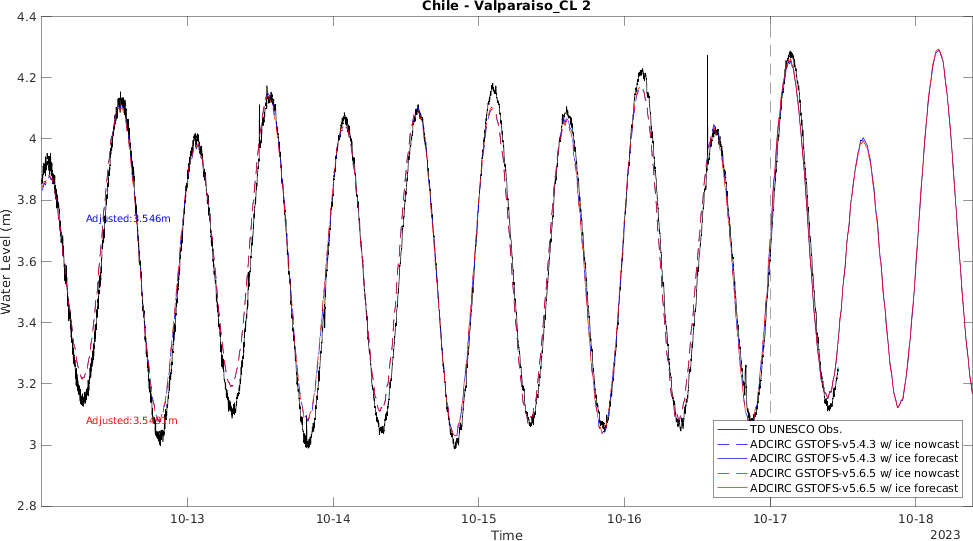 Chile - Valparaiso_CL 2
4.4
4.2
4
3.8
3.6
3.4
3.2
3
2.8
Water Level (m)
Adjusted:3.546m
TD UNESCO Obs.
ADCIRC GSTOFS-v5.4.3 w/ ice nowcast
ADCIRC GSTOFS-v5.4.3 w/ ice forecast
ADCIRC GSTOFS-v5.6.5 w/ ice nowcast
ADCIRC GSTOFS-v5.6.5 w/ ice forecast
10-13
10-14
10-15
10-16
10-17
10-18
Time
2023